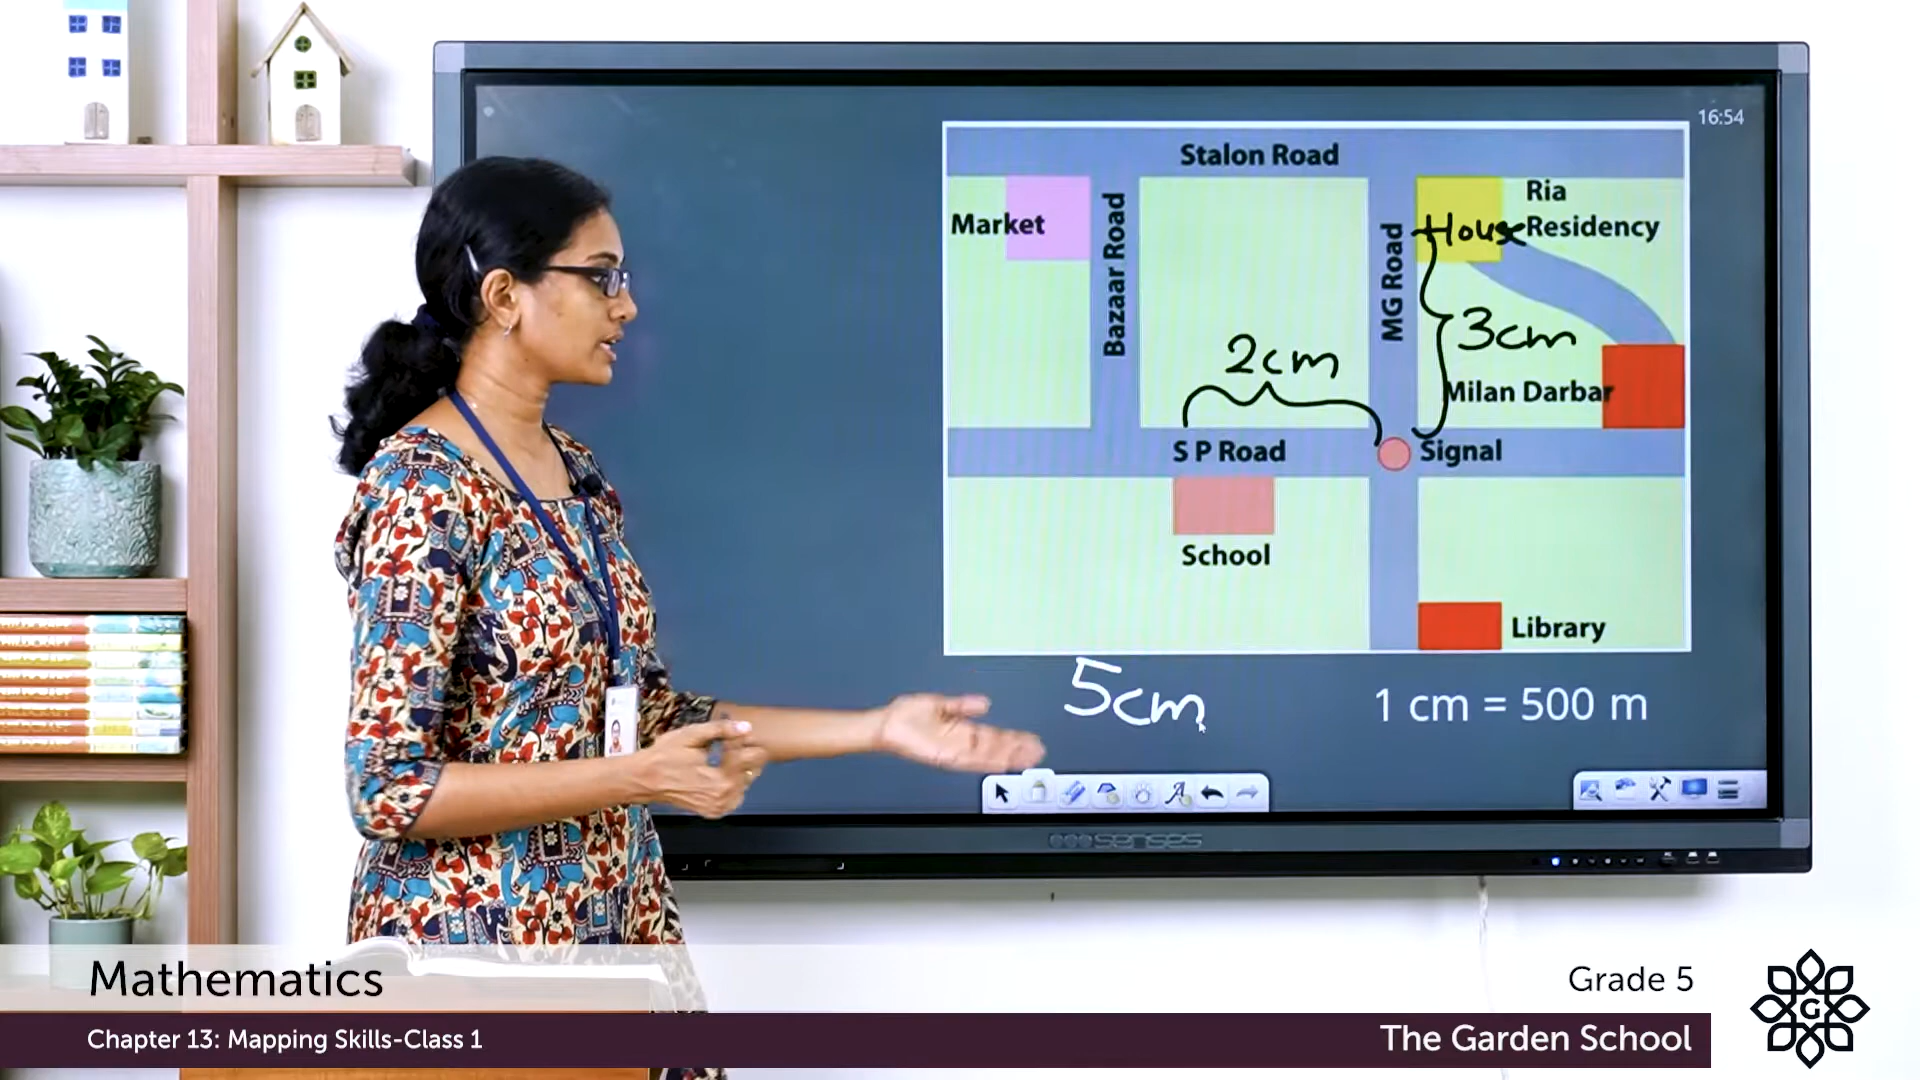 16:54
Stalon Road
Market
Bazaar Road
MG Road
Ria
Residency
House
3cm
2cm
Milan Darbar
S P Road
Signal
School
Library
5cm
1 cm = 500 m
senses
Mathematics
Grade 5
Chapter 13: Mapping Skills-Class 1
The Garden School
G